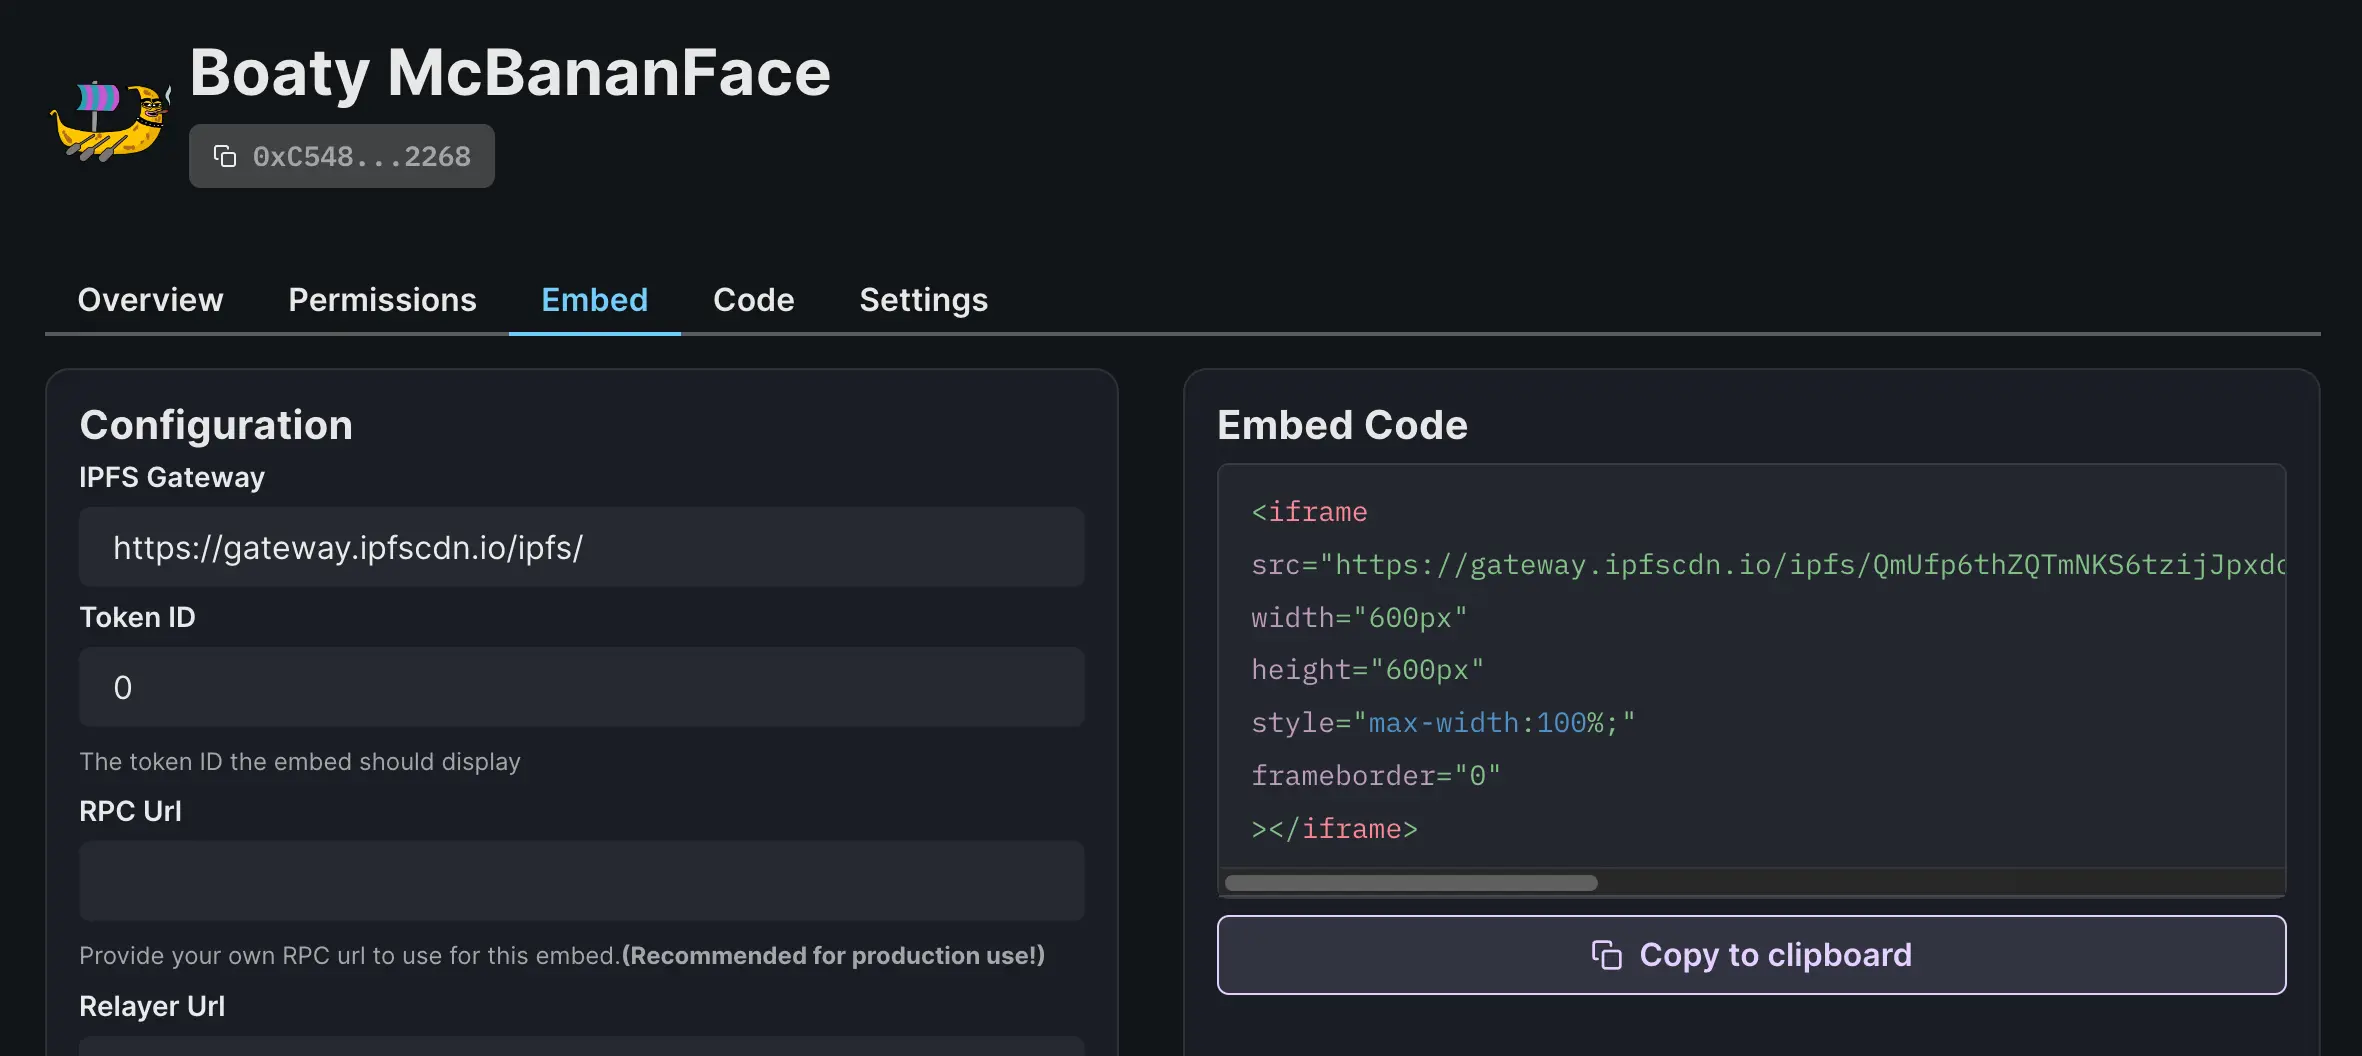 Boaty McBananFace
0xC548...2268
Overview
Permissions
Embed
Code
Settings
Configuration
IPFS Gateway
https://gateway.ipfscdn.io/ipfs/
Token ID
0
The token ID the embed should display
RPC Url
Provide your own RPC url to use for this embed.(Recommended for production use!)
Relayer Url
Embed Code
<iframe
src="https://gateway.ipfscdn.io/ipfs/QmUfp6thZQTmNKS6tzijJpxd
width="600px"
height="600px"
style="max-width:100%;"
frameborder="0"
></iframe>
Copy to clipboard